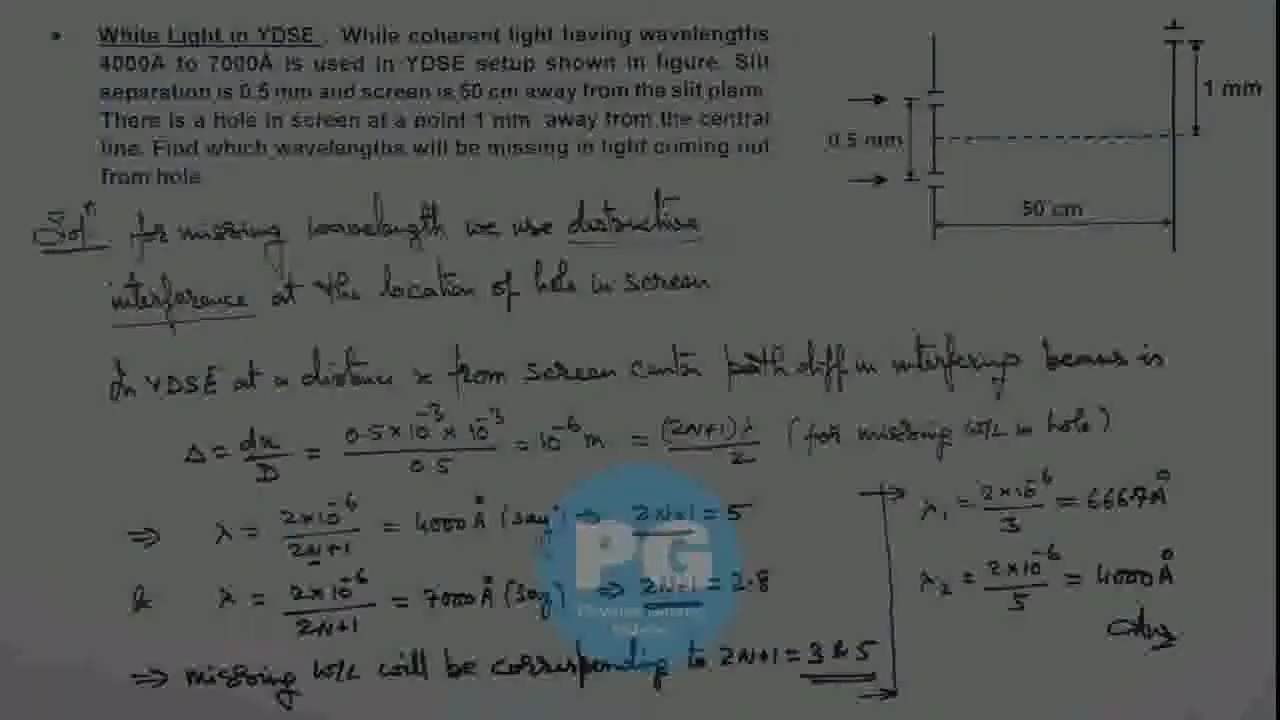 • White Light in YDSE : While coherent light having wavelengths
4000Å to 7000Å is used in YDSE setup shown in figure. Slit
separation is 0.5 mm and screen is 50 cm away from the slit plane.
There is a hole in screen at a point 1 mm away from the central
line. Find which wavelengths will be missing in light coming out
from hole.
1 mm
0.5 mm
50 cm
Solⁿ. for missing wavelength we use distructive
interference at the location of hole in screen
In YDSE at a distance x from screen centr path diff in interfering beams is
Δ = dx/D = 0.5×10⁻³×10⁻³/0.5 = 10⁻⁶ m = (2N+1)λ/2 (for missing w/L in hole)
⇒ λ = 2×10⁻⁶/2N+1 = 4000 Å (say) ⇒ 2N+1 = 5
& λ = 2×10⁻⁶/2N+1 = 7000 Å (say) ⇒ 2N+1 = 2.8
⇒ missing w/L will be corresponding to 2N+1 = 3 & 5
λ₁ = 2×10⁻⁶/3 = 6667 Å
λ₂ = 2×10⁻⁶/5 = 4000 Å
Ans
PG